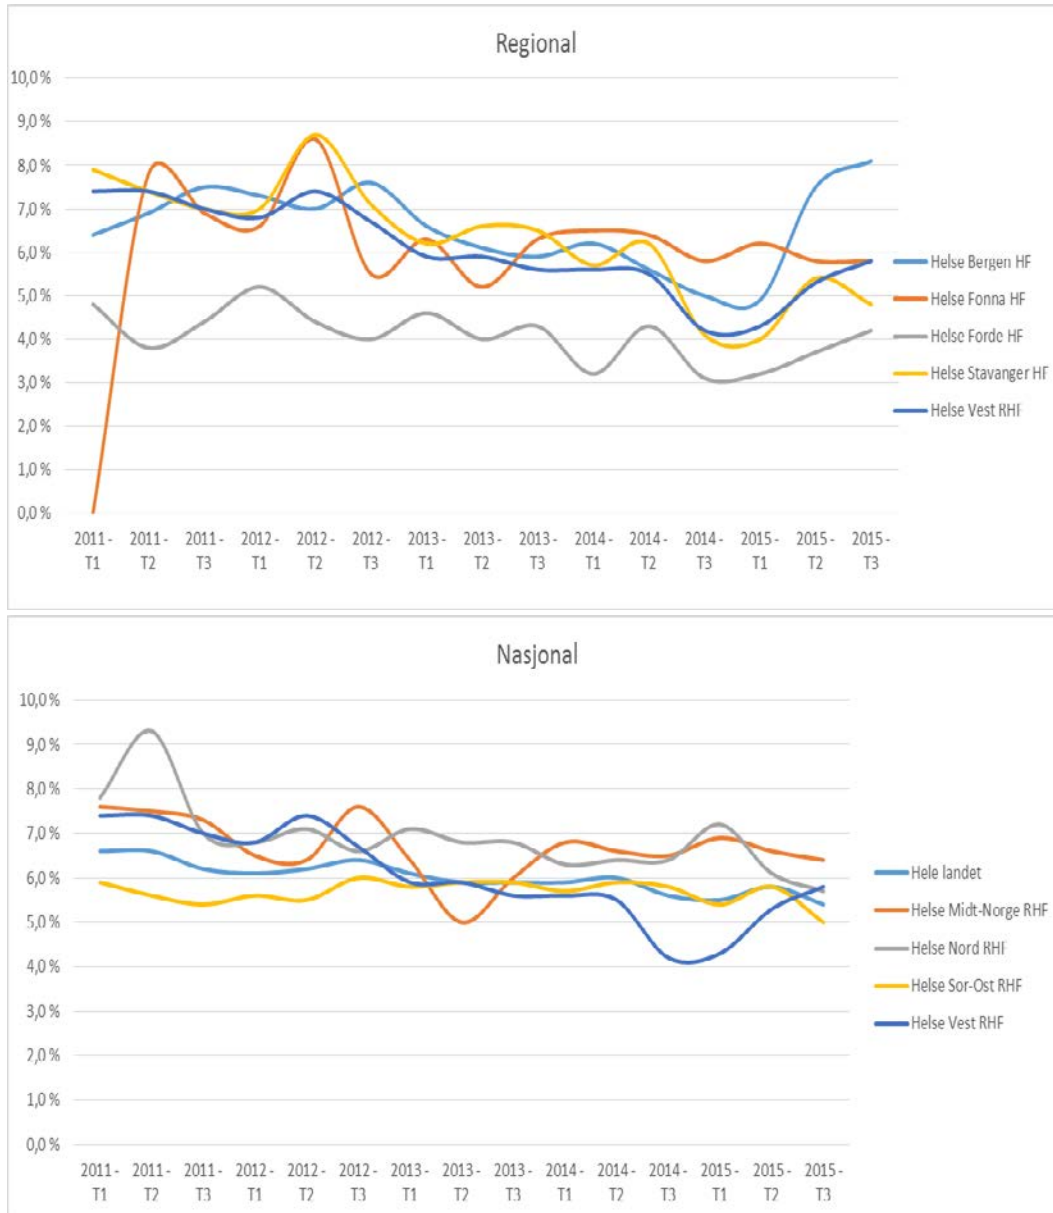 Regional
10,0 %
9,0 %
8,0 %
7,0 %
6,0 %
5,0 %
4,0 %
3,0 %
2,0 %
1,0 %
0,0 %
2011 - 2011 - 2011 - 2012 - 2012 - 2012 - 2013 - 2013 - 2013 - 2014 - 2014 - 2014 - 2015 - 2015 - 2015 -
T1 T2 T3 T1 T2 T3 T1 T2 T3 T1 T2 T3 T1 T2 T3
Helse Bergen HF
Helse Fonna HF
Helse Forde HF
Helse Stavanger HF
Helse Vest RHF
Nasjonal
10,0 %
9,0 %
8,0 %
7,0 %
6,0 %
5,0 %
4,0 %
3,0 %
2,0 %
1,0 %
0,0 %
2011 - 2011 - 2011 - 2012 - 2012 - 2012 - 2013 - 2013 - 2013 - 2014 - 2014 - 2014 - 2015 - 2015 - 2015 -
T1 T2 T3 T1 T2 T3 T1 T2 T3 T1 T2 T3 T1 T2 T3
Hele landet
Helse Midt-Norge RHF
Helse Nord RHF
Helse Sor-Ost RHF
Helse Vest RHF